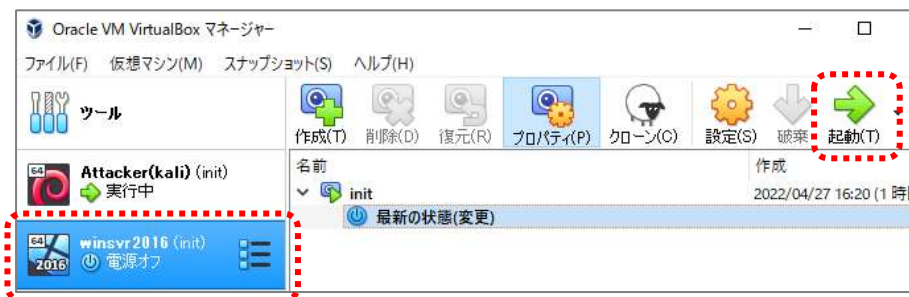 Oracle VM VirtualBox マネージャー
ファイル(F) 仮想マシン(M) スナップショット(S) ヘルプ(H)
ツール
作成(T) 削除(D) 復元(R) プロパティ(P) クローン(C) 設定(S) 破棄 起動(T)
64
Attacker(kali) (init)
実行中
64
2016
winsvr2016 (init)
電源オフ
名前 作成
init 2022/04/27 16:20 (1 時
最新の状態(変更)